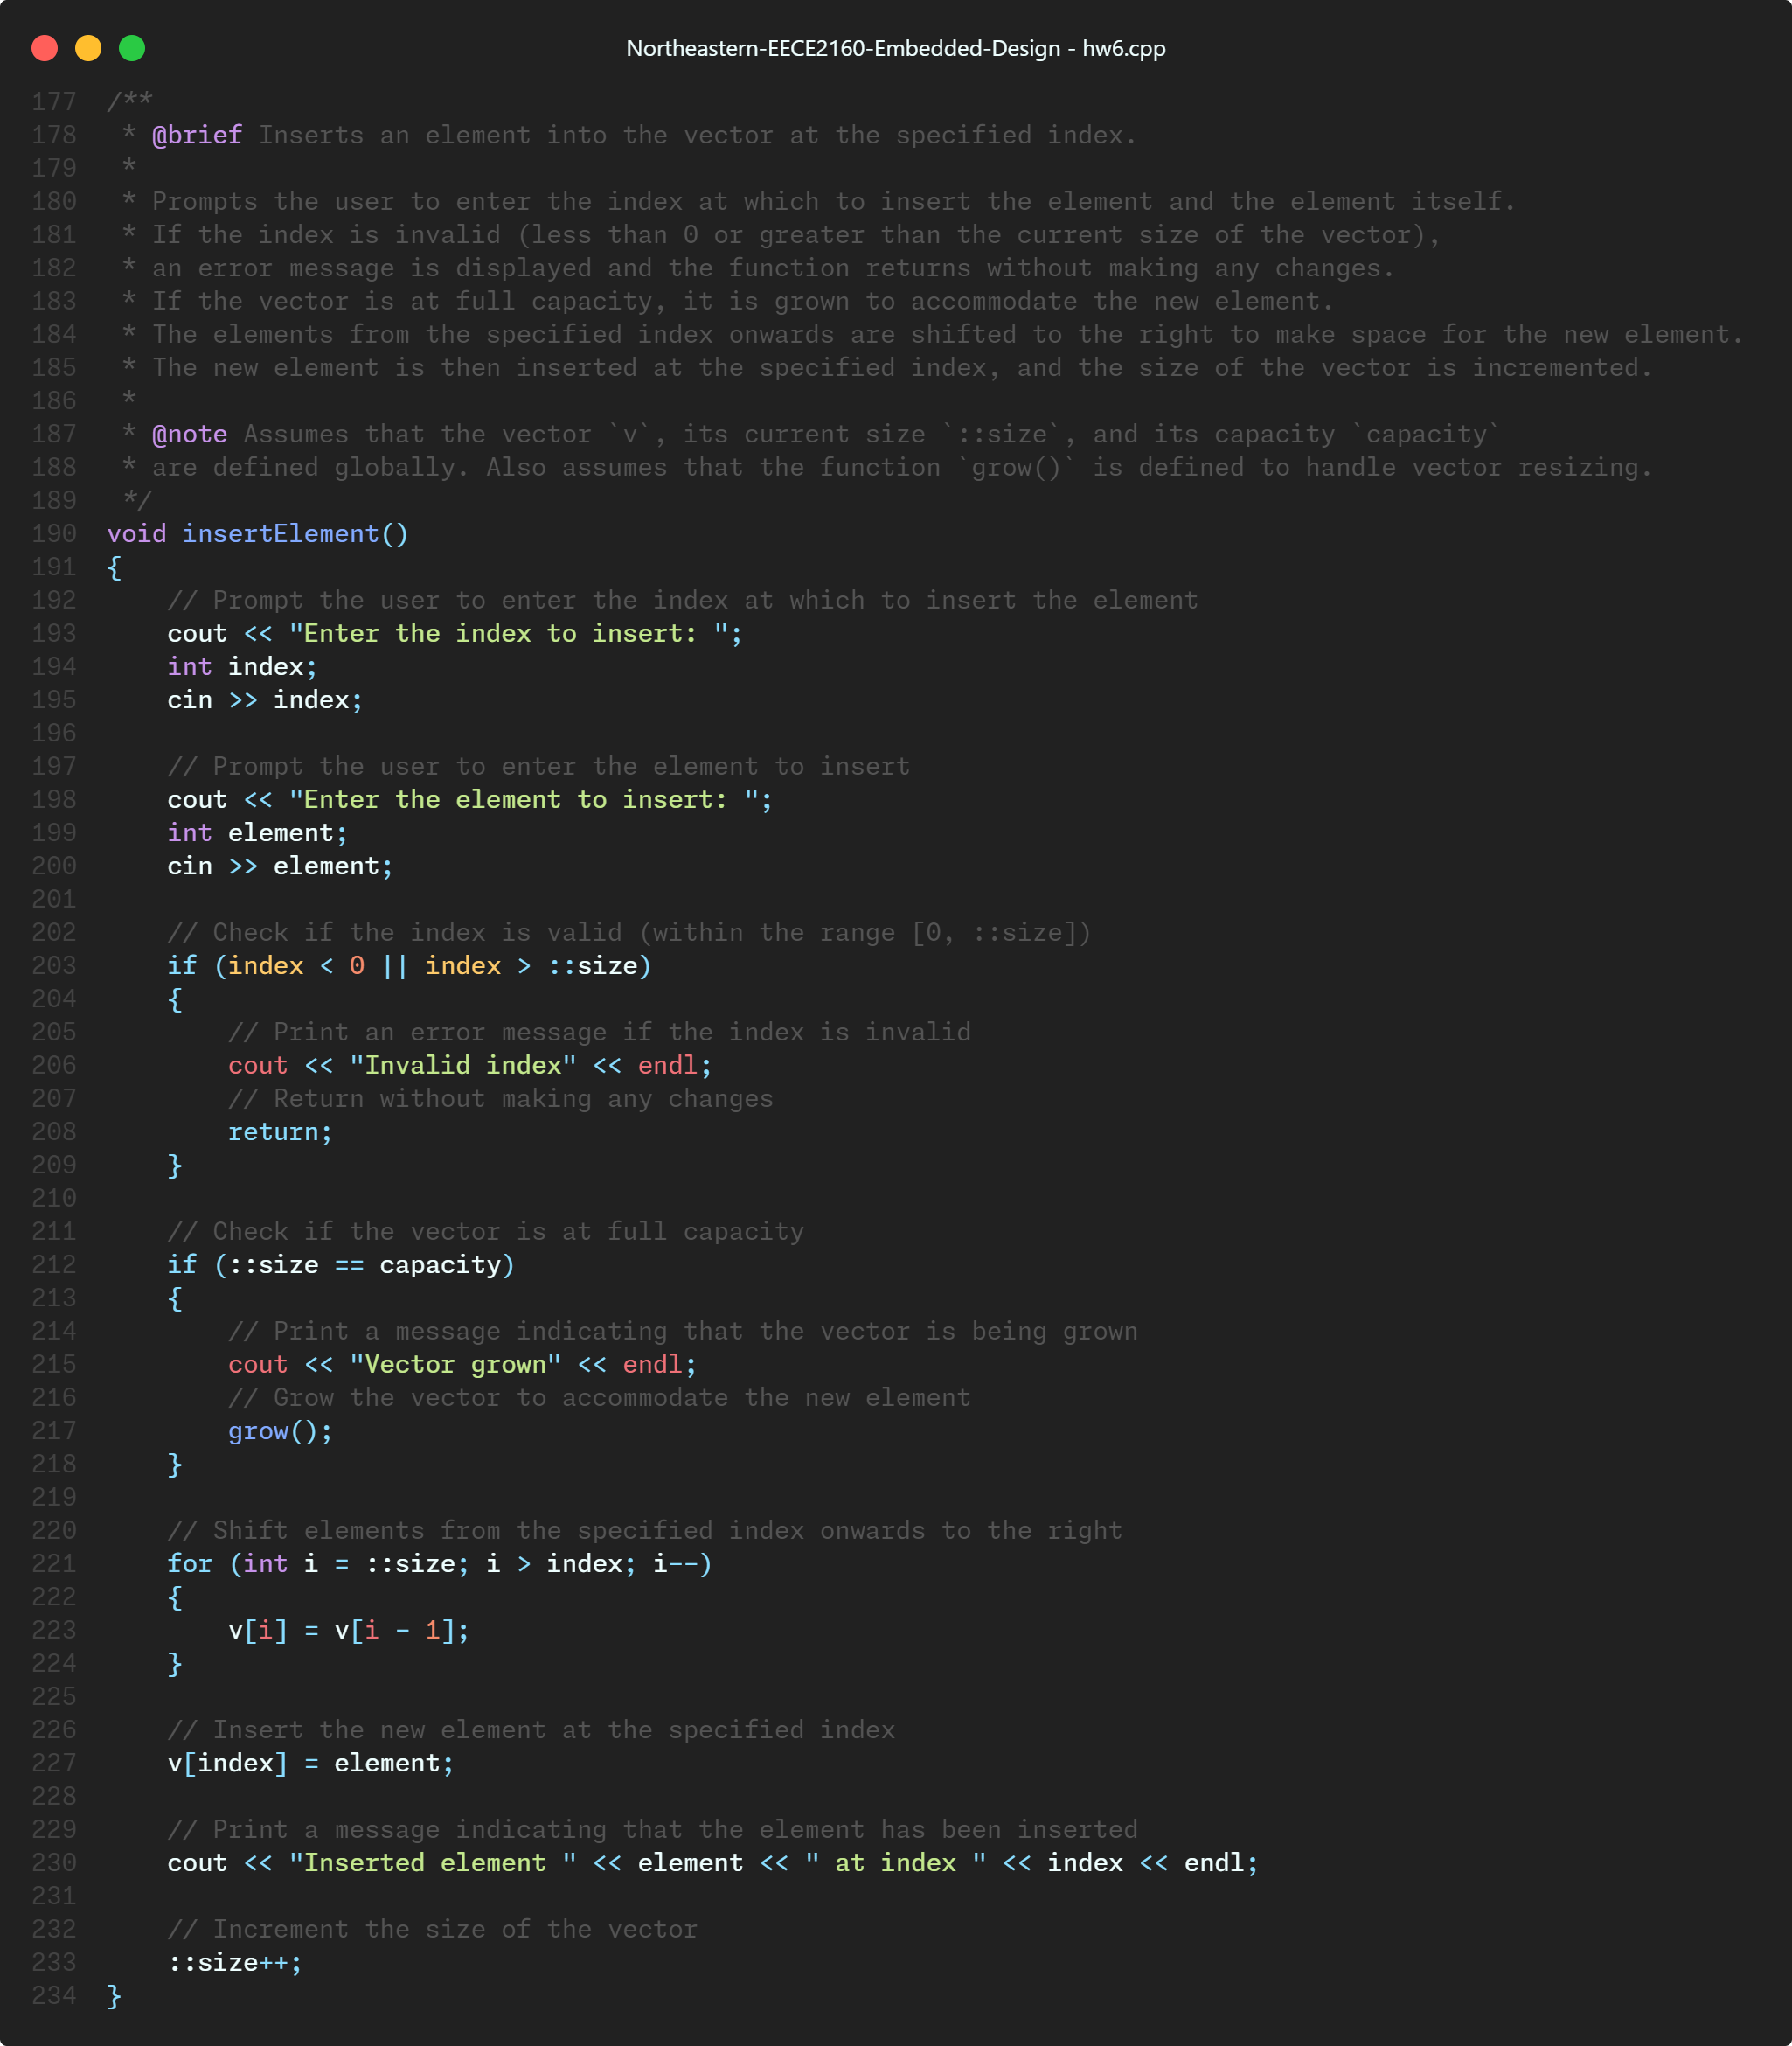 Northeastern-EECE2160-Embedded-Design - hw6.cpp
177 /**
178  * @brief Inserts an element into the vector at the specified index.
179  *
180  * Prompts the user to enter the index at which to insert the element and the element itself.
181  * If the index is invalid (less than 0 or greater than the current size of the vector),
182  * an error message is displayed and the function returns without making any changes.
183  * If the vector is at full capacity, it is grown to accommodate the new element.
184  * The elements from the specified index onwards are shifted to the right to make space for the new element.
185  * The new element is then inserted at the specified index, and the size of the vector is incremented.
186  *
187  * @note Assumes that the vector `v`, its current size `::size`, and its capacity `capacity`
188  * are defined globally. Also assumes that the function `grow()` is defined to handle vector resizing.
189  */
190 void insertElement()
191 {
192     // Prompt the user to enter the index at which to insert the element
193     cout << "Enter the index to insert: ";
194     int index;
195     cin >> index;
196
197     // Prompt the user to enter the element to insert
198     cout << "Enter the element to insert: ";
199     int element;
200     cin >> element;
201
202     // Check if the index is valid (within the range [0, ::size])
203     if (index < 0 || index > ::size)
204     {
205         // Print an error message if the index is invalid
206         cout << "Invalid index" << endl;
207         // Return without making any changes
208         return;
209     }
210
211     // Check if the vector is at full capacity
212     if (::size == capacity)
213     {
214         // Print a message indicating that the vector is being grown
215         cout << "Vector grown" << endl;
216         // Grow the vector to accommodate the new element
217         grow();
218     }
219
220     // Shift elements from the specified index onwards to the right
221     for (int i = ::size; i > index; i--)
222     {
223         v[i] = v[i - 1];
224     }
225
226     // Insert the new element at the specified index
227     v[index] = element;
228
229     // Print a message indicating that the element has been inserted
230     cout << "Inserted element " << element << " at index " << index << endl;
231
232     // Increment the size of the vector
233     ::size++;
234 }